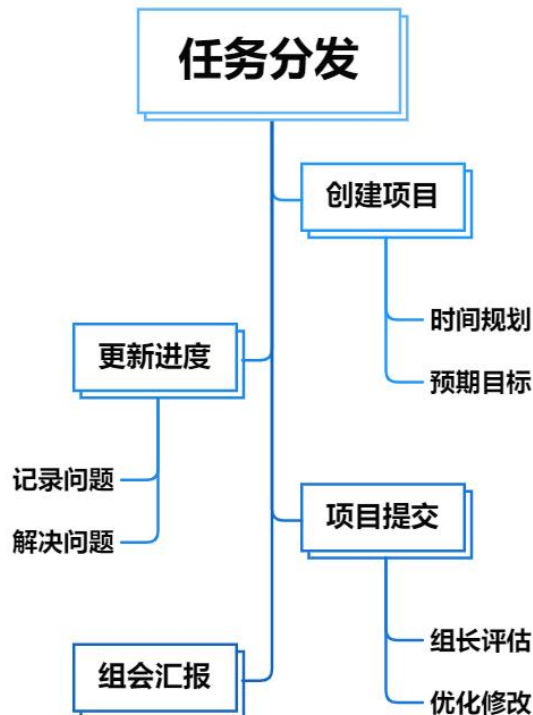 任务分发
创建项目
时间规划
预期目标
更新进度
记录问题
解决问题
项目提交
组长评估
优化修改
组会汇报